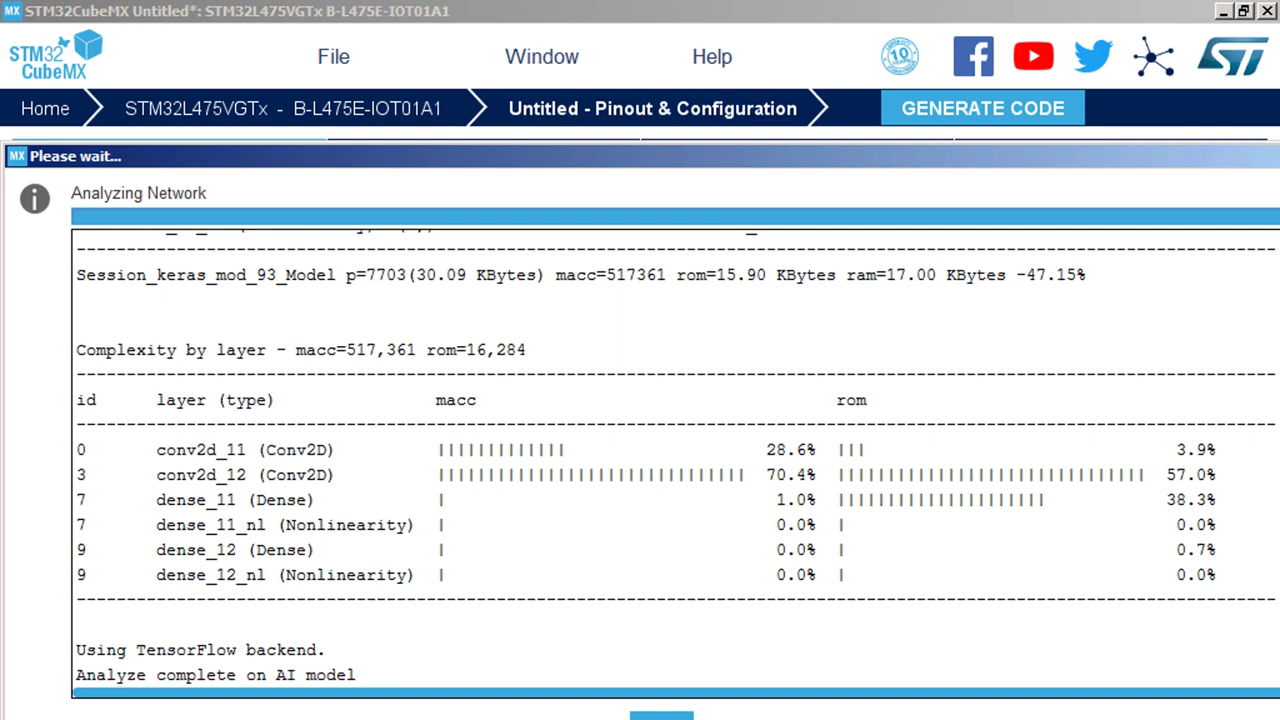 MX STM32CubeMX Untitled*: STM32L475VGTx B-L475E-IOT01A1
STM32 CubeMX
File Window Help
10
Home STM32L475VGTx - B-L475E-IOT01A1 Untitled - Pinout & Configuration GENERATE CODE
MX Please wait...
Analyzing Network
Session_keras_mod_93_Model p=7703(30.09 KBytes) macc=517361 rom=15.90 KBytes ram=17.00 KBytes -47.15%
Complexity by layer - macc=517,361 rom=16,284
id layer (type) macc rom
0 conv2d_11 (Conv2D) 28.6% 3.9%
3 conv2d_12 (Conv2D) 70.4% 57.0%
7 dense_11 (Dense) 1.0% 38.3%
7 dense_11_nl (Nonlinearity) 0.0% 0.0%
9 dense_12 (Dense) 0.0% 0.7%
9 dense_12_nl (Nonlinearity) 0.0% 0.0%
Using TensorFlow backend.
Analyze complete on AI model